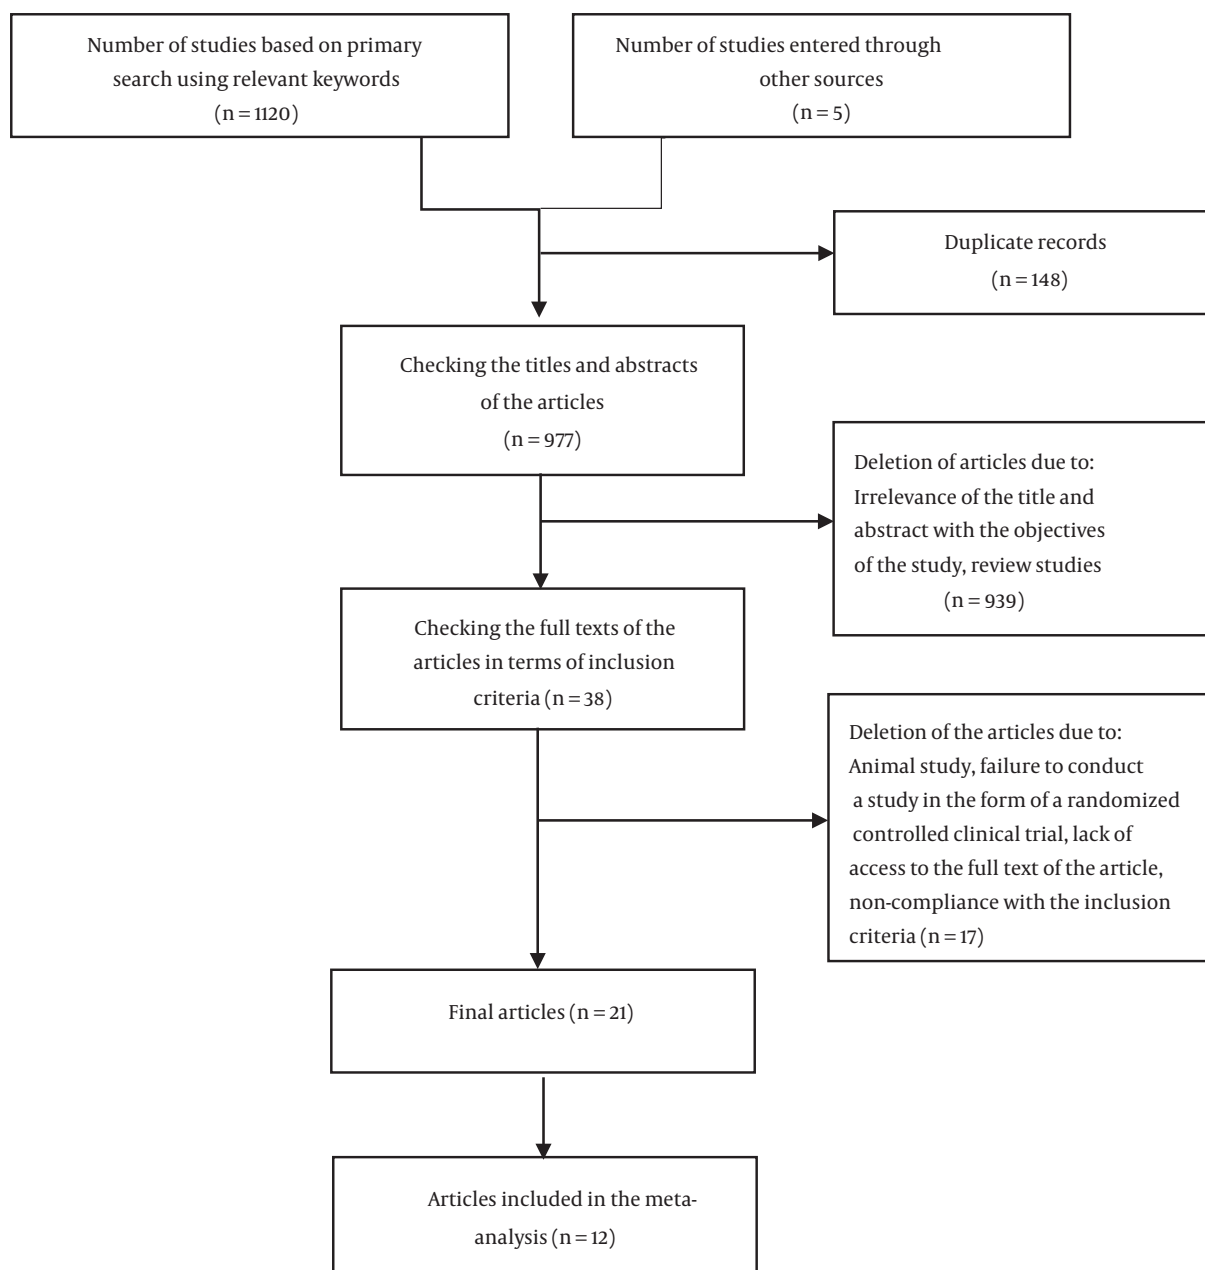 Number of studies based on primary
search using relevant keywords
(n = 1120)
Number of studies entered through
other sources
(n = 5)
Duplicate records
(n = 148)
Checking the titles and abstracts
of the articles
(n = 977)
Deletion of articles due to:
Irrelevance of the title and
abstract with the objectives
of the study, review studies
(n = 939)
Checking the full texts of the
articles in terms of inclusion
criteria (n = 38)
Deletion of the articles due to:
Animal study, failure to conduct
a study in the form of a randomized
controlled clinical trial, lack of
access to the full text of the article,
non-compliance with the inclusion
criteria (n = 17)
Final articles (n = 21)
Articles included in the meta-
analysis (n = 12)